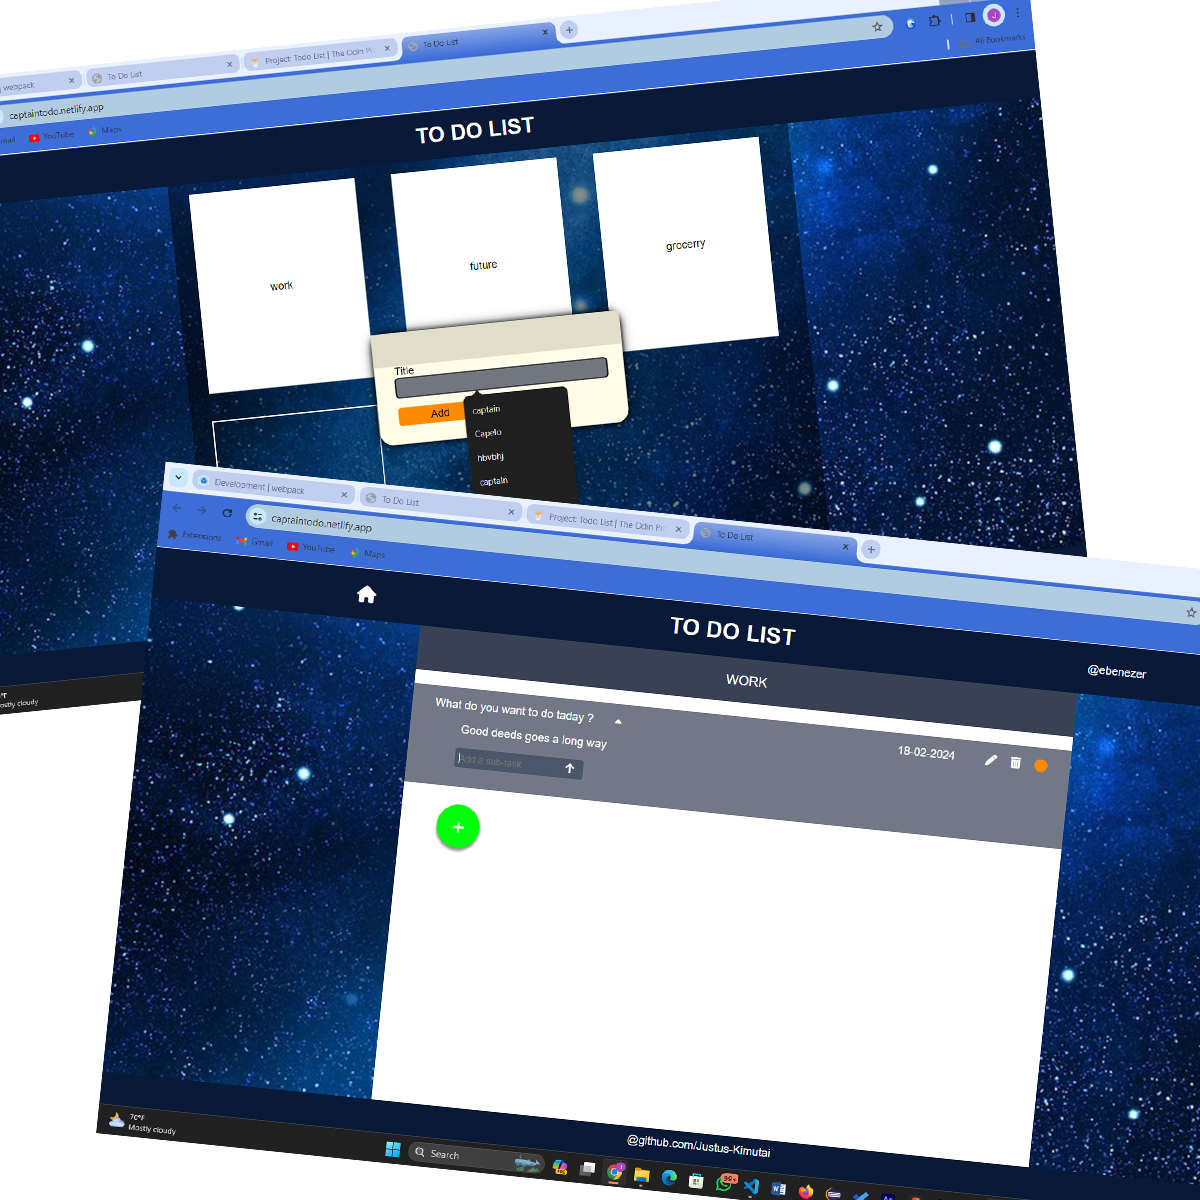 webpack
To Do List
Project: Todo List | The Odin Pr
To Do List
captaintodo.netlify.app
All Bookmarks
YouTube
Maps
TO DO LIST
work
future
grocerry
Title
Add
captain
Capelo
hbvbhj
captain
Development | webpack
To Do List
Project: Todo List | The Odin Pr
To Do List
captaintodo.netlify.app
Extensions
Gmail
YouTube
Maps
TO DO LIST
@ebenezer
WORK
What do you want to do taday ?
18-02-2024
Good deeds goes a long way
Add a sub-task
+
@github.com/Justus-Kimutai
70°F
Mostly cloudy
Search
99+